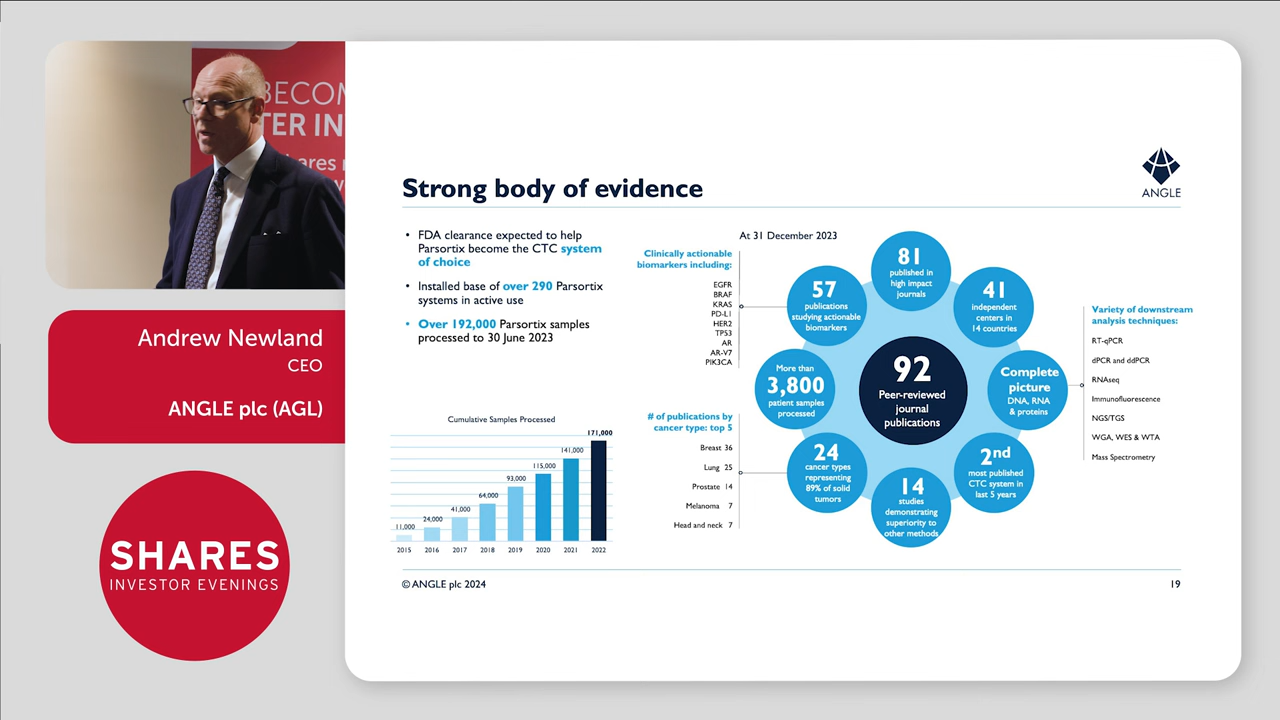 BECOM
TER IN
ares
Andrew Newland
CEO
ANGLE plc (AGL)
SHARES
INVESTOR EVENINGS
Strong body of evidence
ANGLE
• FDA clearance expected to help
Parsortix become the CTC system
of choice
• Installed base of over 290 Parsortix
systems in active use
• Over 192,000 Parsortix samples
processed to 30 June 2023
Cumulative Samples Processed
11,000
24,000
41,000
64,000
93,000
115,000
141,000
171,000
2015 2016 2017 2018 2019 2020 2021 2022
At 31 December 2023
Clinically actionable
biomarkers including:
EGFR
BRAF
KRAS
PD-L1
HER2
TP53
AR
AR-V7
PIK3CA
# of publications by
cancer type: top 5
Breast 36
Lung 25
Prostate 14
Melanoma 7
Head and neck 7
92
Peer-reviewed
journal
publications
81
published in
high impact
journals
41
independent
centers in
14 countries
Complete
picture
DNA, RNA
& proteins
2nd
most published
CTC system in
last 5 years
14
studies
demonstrating
superiority to
other methods
24
cancer types
representing
89% of solid
tumors
More than
3,800
patient samples
processed
57
publications
studying actionable
biomarkers
Variety of downstream
analysis techniques:
RT-qPCR
dPCR and ddPCR
RNAseq
Immunofluorescence
NGS/TGS
WGA, WES & WTA
Mass Spectrometry
© ANGLE plc 2024
19